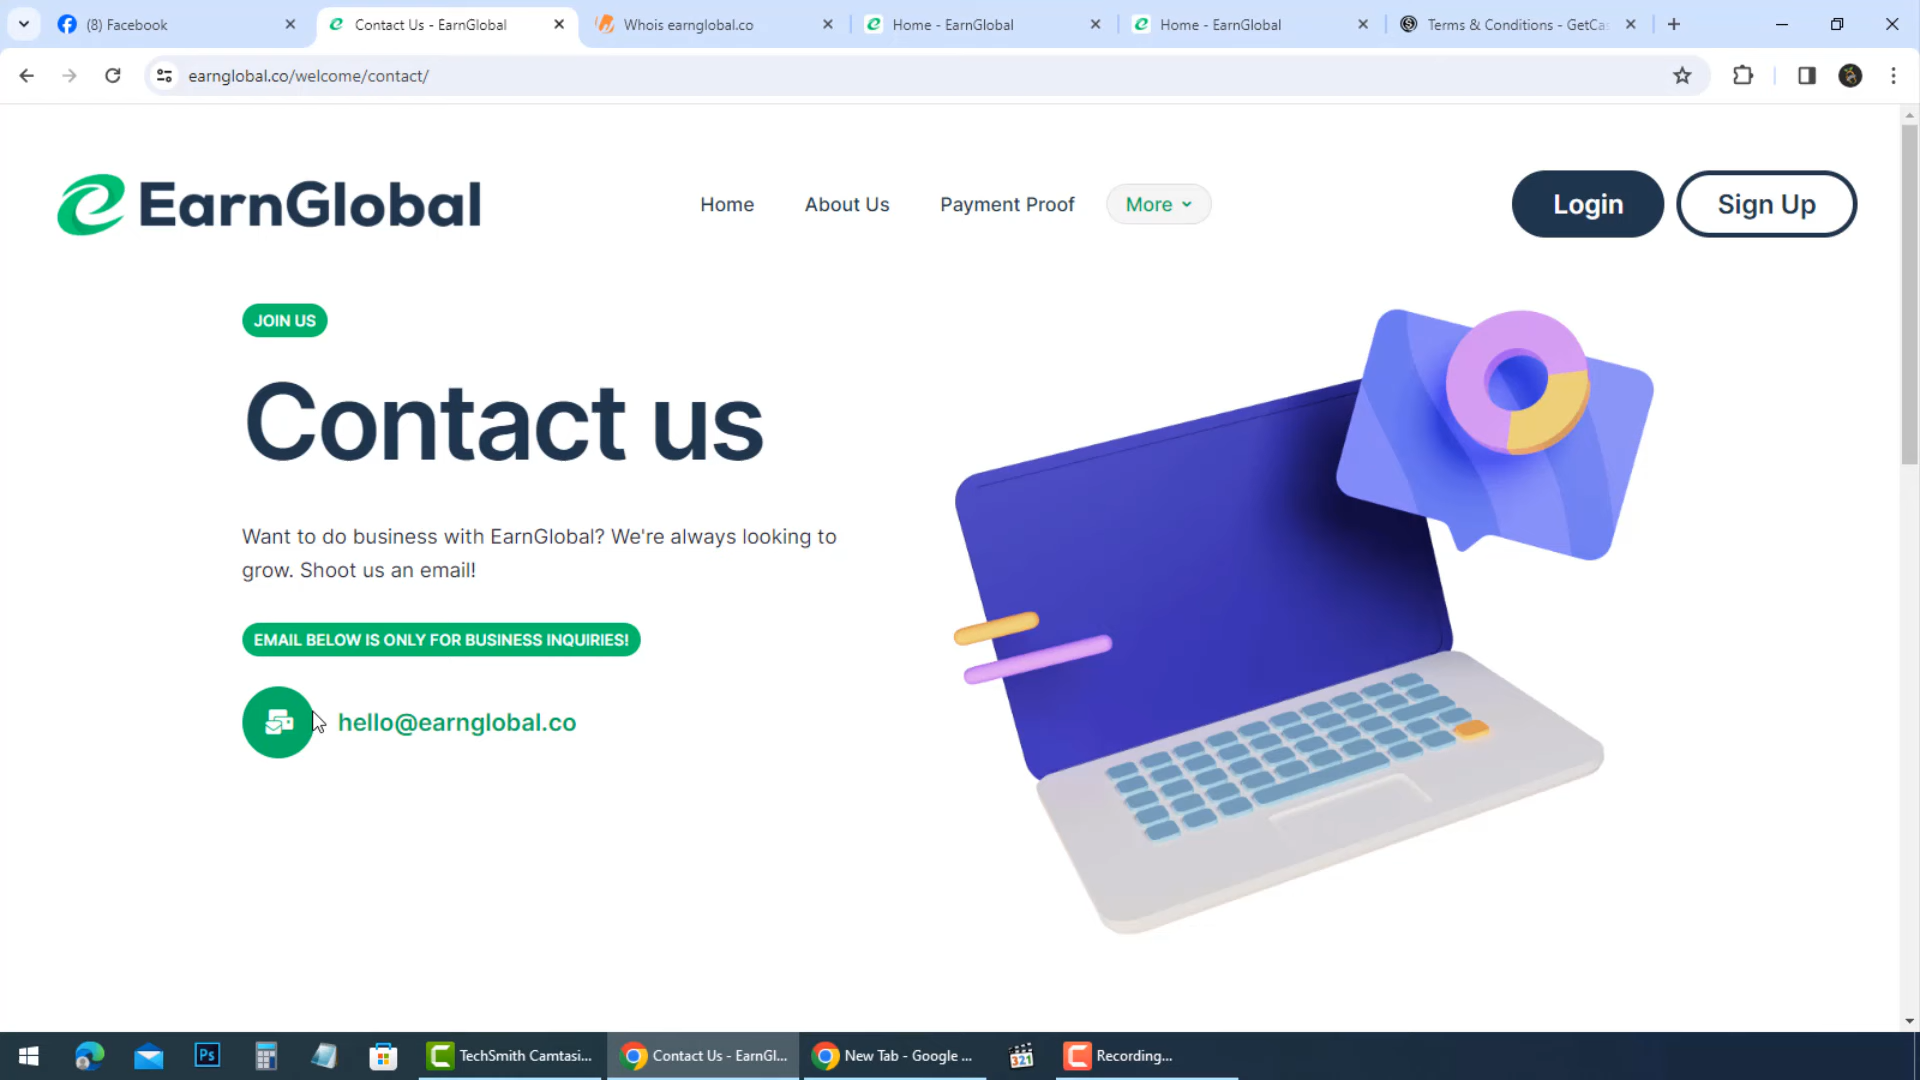 (8) Facebook
Contact Us - EarnGlobal
Whois earnglobal.co
Home - EarnGlobal
Home - EarnGlobal
Terms & Conditions - GetCas
earnglobal.co/welcome/contact/
EarnGlobal
Home
About Us
Payment Proof
More
Login
Sign Up
JOIN US
Contact us
Want to do business with EarnGlobal? We're always looking to
grow. Shoot us an email!
EMAIL BELOW IS ONLY FOR BUSINESS INQUIRIES!
hello@earnglobal.co
Ps
TechSmith Camtasi...
Contact Us - EarnGl...
New Tab - Google ...
321
Recording...